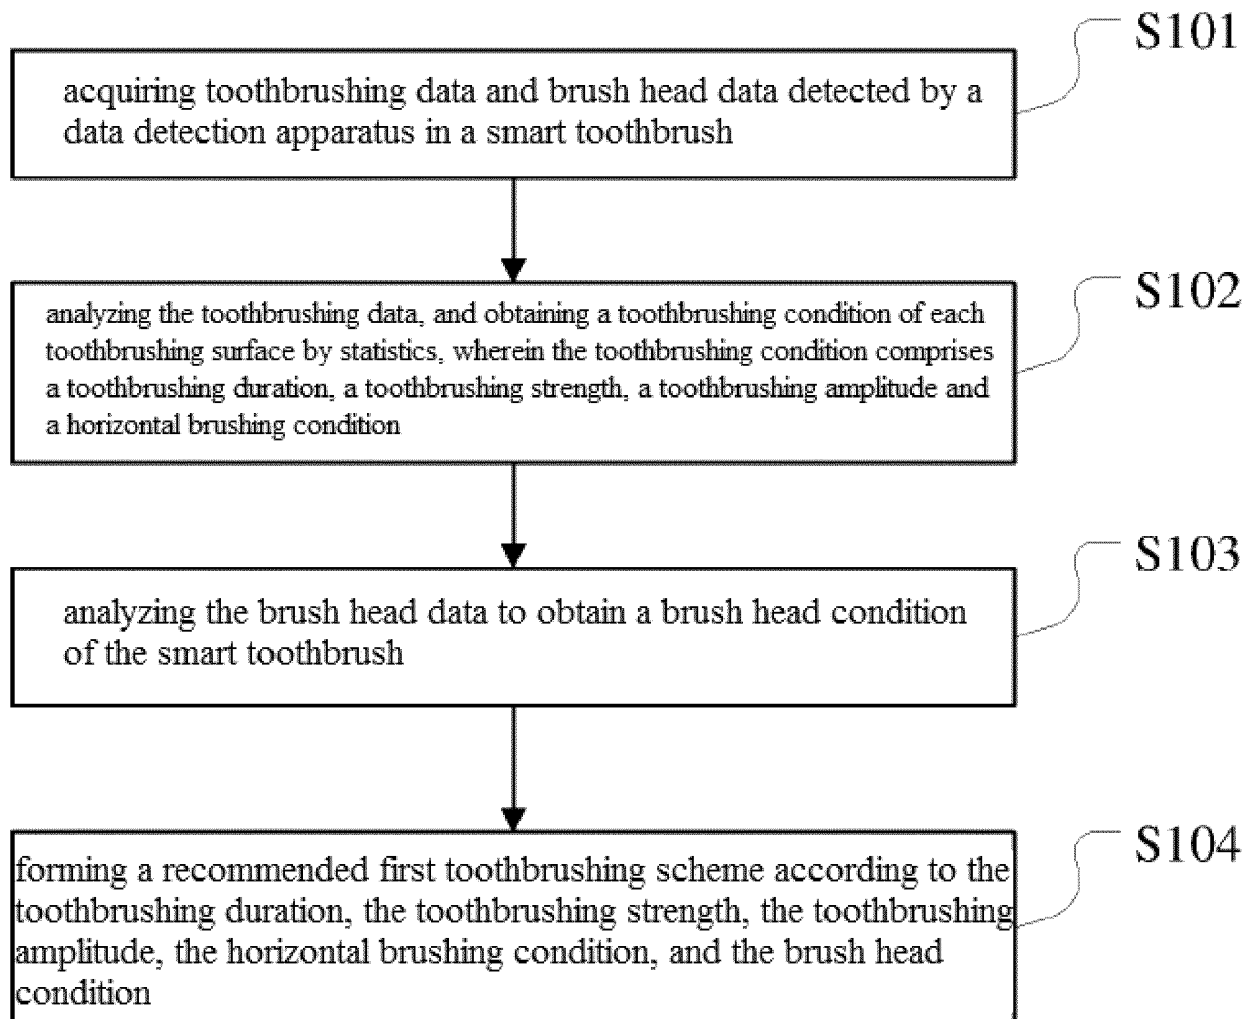 S101
acquiring toothbrushing data and brush head data detected by a
data detection apparatus in a smart toothbrush
S102
analyzing the toothbrushing data, and obtaining a toothbrushing condition of each
toothbrushing surface by statistics, wherein the toothbrushing condition comprises
a toothbrushing duration, a toothbrushing strength, a toothbrushing amplitude and
a horizontal brushing condition
S103
analyzing the brush head data to obtain a brush head condition
of the smart toothbrush
S104
forming a recommended first toothbrushing scheme according to the
toothbrushing duration, the toothbrushing strength, the toothbrushing
amplitude, the horizontal brushing condition, and the brush head
condition